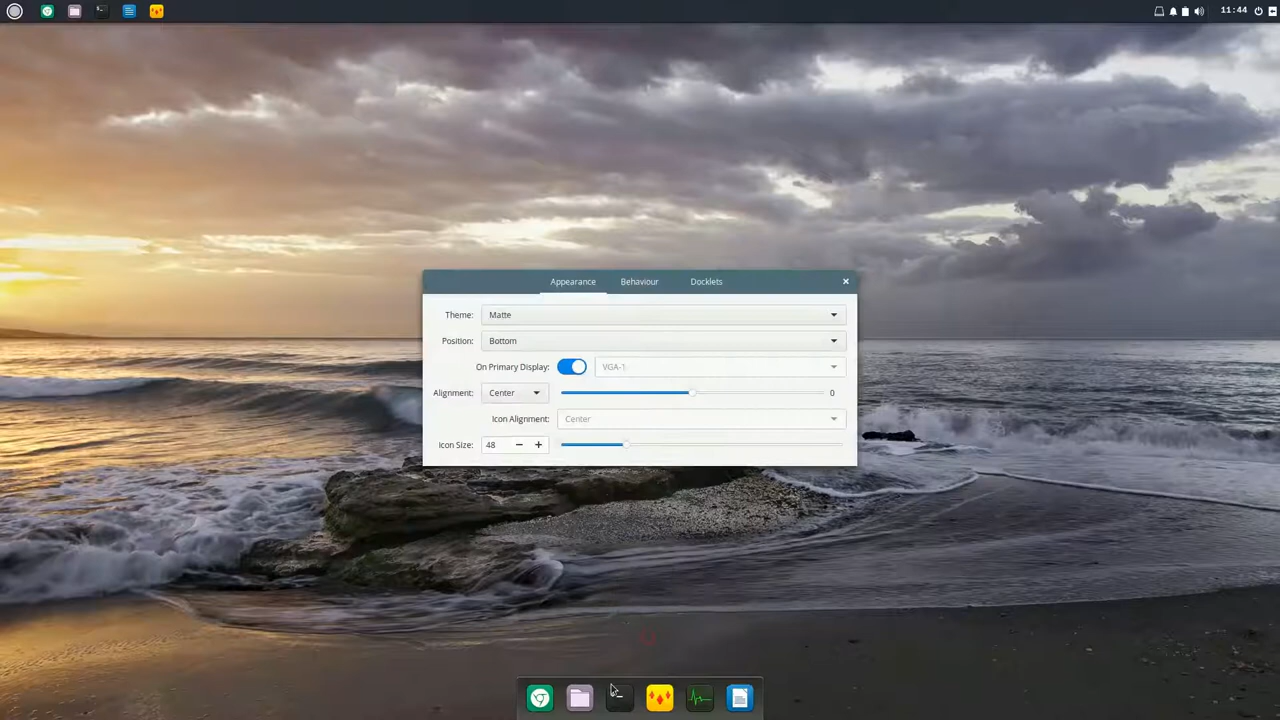 11:44
Appearance Behaviour Docklets
Theme: Matte
Position: Bottom
On Primary Display: VGA-1
Alignment: Center 0
Icon Alignment: Center
Icon Size: 48